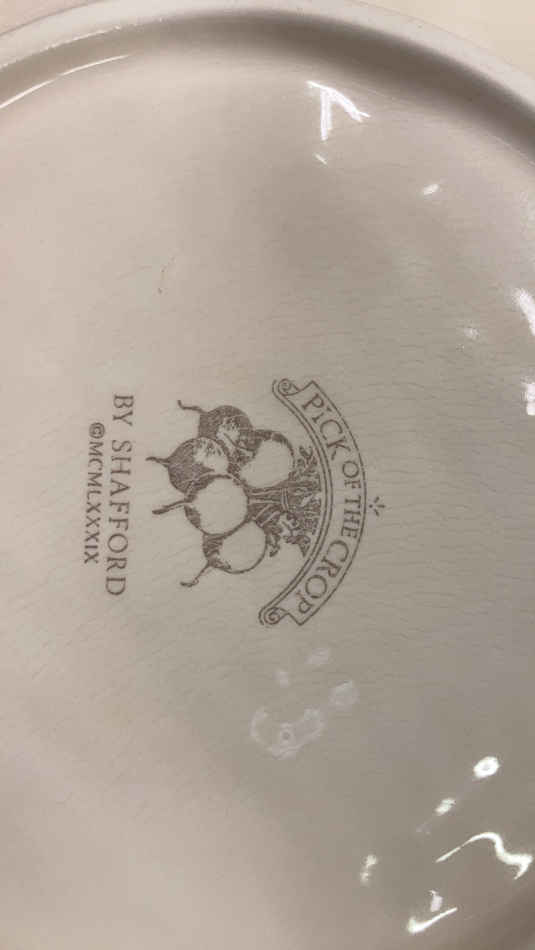 PICK OF THE CROP
BY SHAFFORD
©MCMLXXXIX